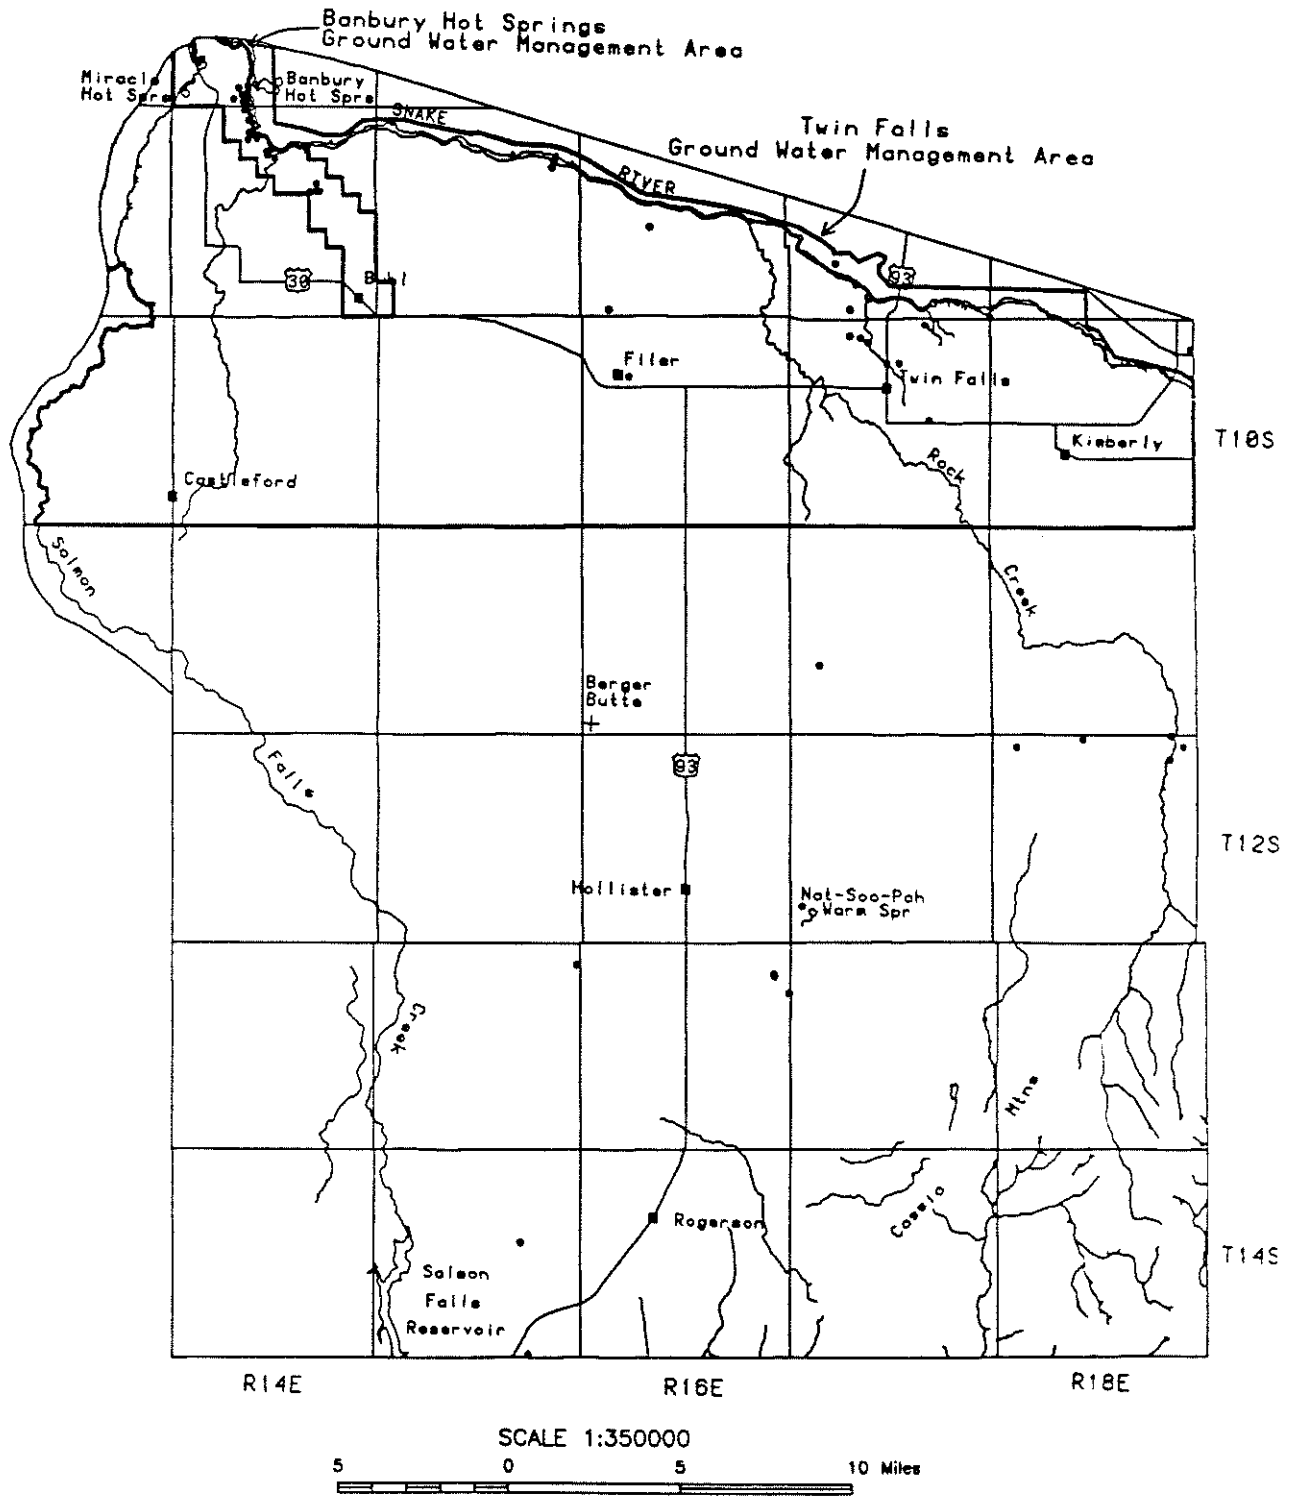 Banbury Hot Springs
Ground Water Management Area
Miracle
Hot Sprs
Banbury
Hot Sprs
SNAKE
RIVER
Twin Falls
Ground Water Management Area
30
Buhl
93
Filer
Twin Falls
Kimberly
T10S
Castleford
Rock
Creek
Salmon
Falls
Creek
Berger
Butte
93
T12S
Hollister
Nat-Soo-Pah
Warm Spr
Mtns
Cassia
Rogerson
T14S
Salmon
Falls
Reservoir
R14E
R16E
R18E
SCALE 1:350000
5 0 5 10 Miles